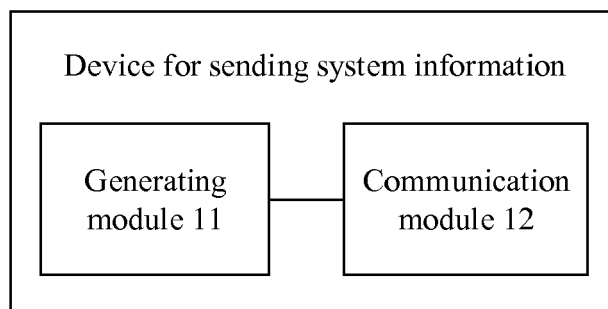 Device for sending system information
Generating
module 11
Communication
module 12